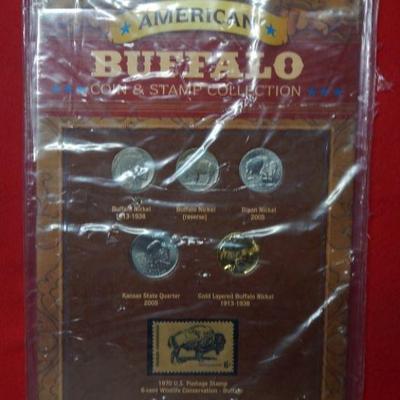 AMERICAN
BUFFALO
COIN & STAMP COLLECTION
Buffalo Nickel
1913-1938
Buffalo Nickel
(reverse)
Bison Nickel
2005
Kansas State Quarter
2005
Gold Layered Buffalo Nickel
1913-1938
1970 U.S. Postage Stamp
6-cent Wildlife Conservation - Buffalo